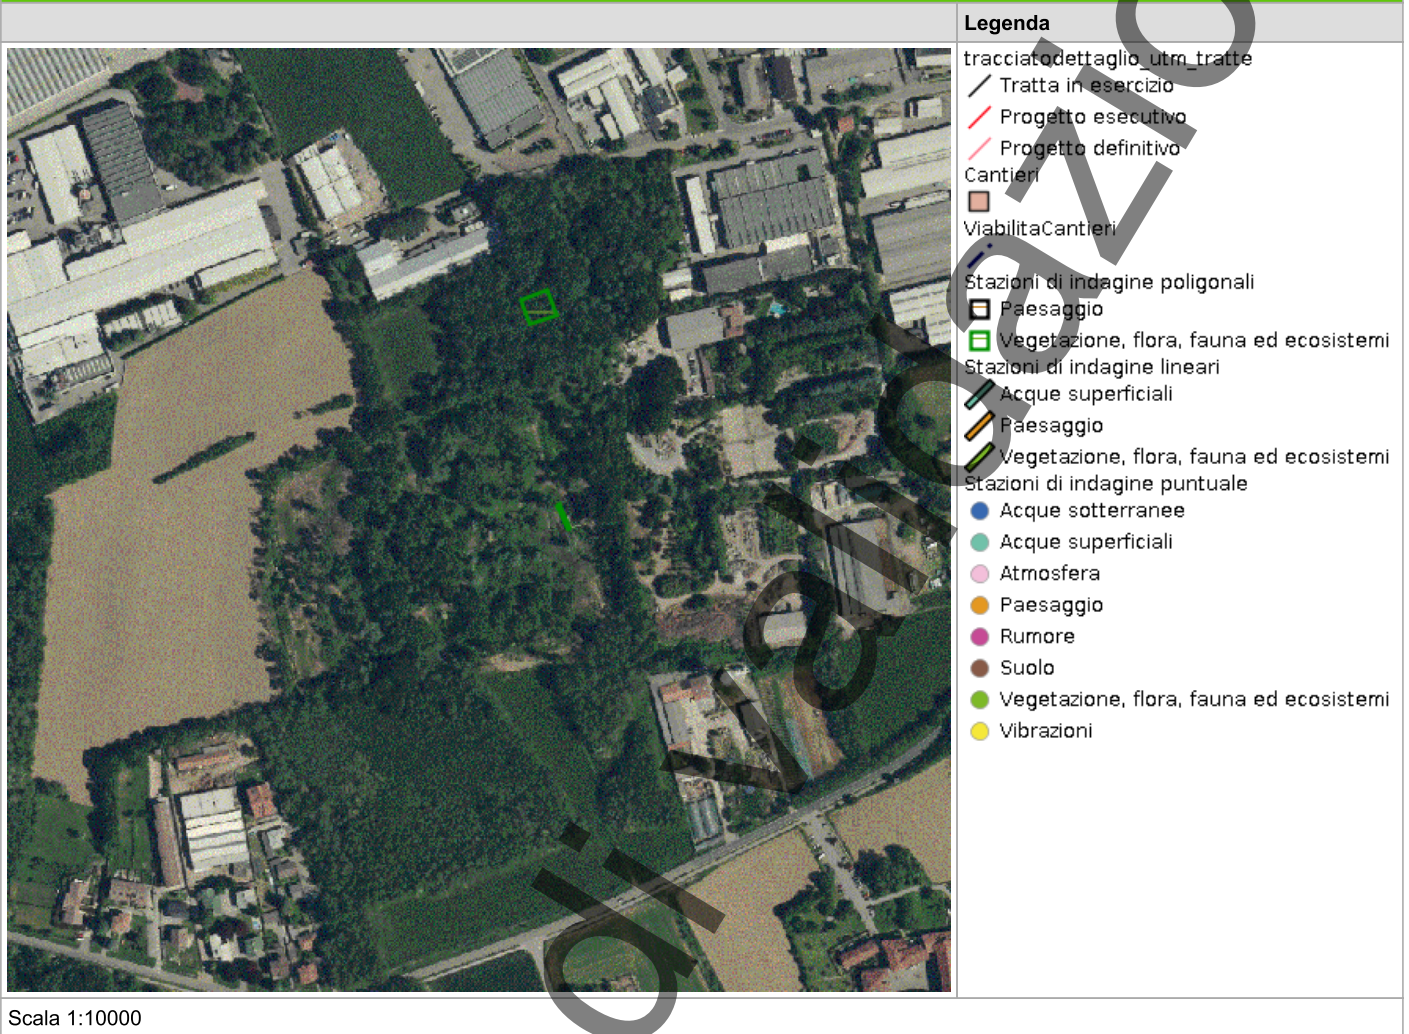 Legenda
tracciatodettaglio_utm_tratte
Tratta in esercizio
Progetto esecutivo
Progetto definitivo
Cantieri
ViabilitaCantieri
Stazioni di indagine poligonali
Paesaggio
Vegetazione, flora, fauna ed ecosistemi
Stazioni di indagine lineari
Acque superficiali
Paesaggio
Vegetazione, flora, fauna ed ecosistemi
Stazioni di indagine puntuale
Acque sotterranee
Acque superficiali
Atmosfera
Paesaggio
Rumore
Suolo
Vegetazione, flora, fauna ed ecosistemi
Vibrazioni
di validazio
Scala 1:10000